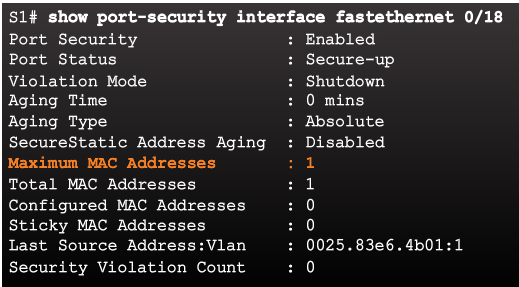 S1# show port-security interface fastethernet 0/18
Port Security : Enabled
Port Status : Secure-up
Violation Mode : Shutdown
Aging Time : 0 mins
Aging Type : Absolute
SecureStatic Address Aging : Disabled
Maximum MAC Addresses : 1
Total MAC Addresses : 1
Configured MAC Addresses : 0
Sticky MAC Addresses : 0
Last Source Address:Vlan : 0025.83e6.4b01:1
Security Violation Count : 0